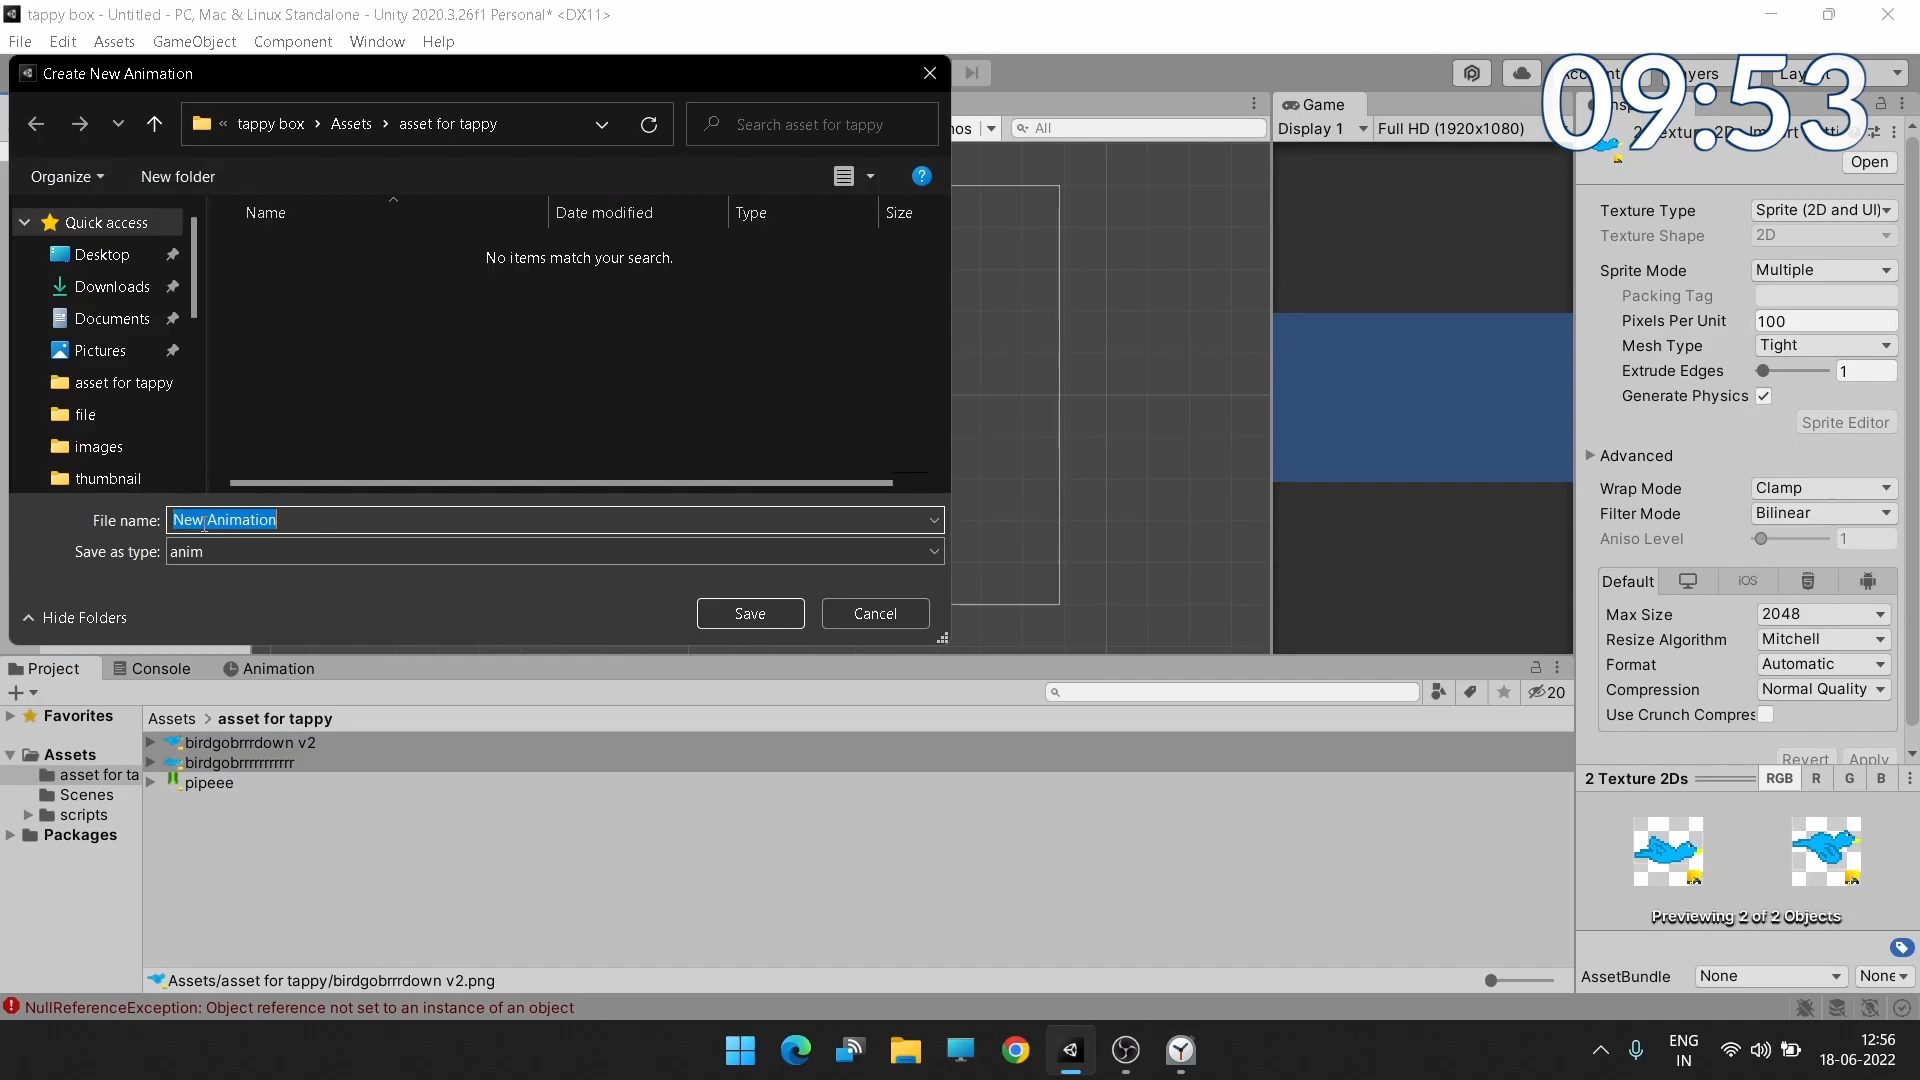 tappy box - Untitled - PC, Mac & Linux Standalone - Unity 2020.3.26f1 Personal* <DX11>
File Edit Assets GameObject Component Window Help
Create New Animation
09:53
tappy box › Assets › asset for tappy
Search asset for tappy
Organize
New folder
Name Date modified Type Size
No items match your search.
Quick access
Desktop
Downloads
Documents
Pictures
asset for tappy
file
images
thumbnail
File name: New Animation
Save as type: anim
Hide Folders
Save Cancel
All
Game
Display 1 Full HD (1920x1080)
Open
Texture Type Sprite (2D and UI)
Texture Shape 2D
Sprite Mode Multiple
Packing Tag
Pixels Per Unit 100
Mesh Type Tight
Extrude Edges 1
Generate Physics
Sprite Editor
Advanced
Wrap Mode Clamp
Filter Mode Bilinear
Aniso Level 1
Default iOS
Max Size 2048
Resize Algorithm Mitchell
Format Automatic
Compression Normal Quality
Use Crunch Compres
Revert Apply
2 Texture 2Ds RGB R G B
Previewing 2 of 2 Objects
AssetBundle None None
Project Console Animation
20
Favorites
Assets
asset for ta
Scenes
scripts
Packages
Assets > asset for tappy
birdgobrrrdown v2
birdgobrrrrrrrrrrr
pipeee
Assets/asset for tappy/birdgobrrrdown v2.png
NullReferenceException: Object reference not set to an instance of an object
ENG
IN
12:56
18-06-2022